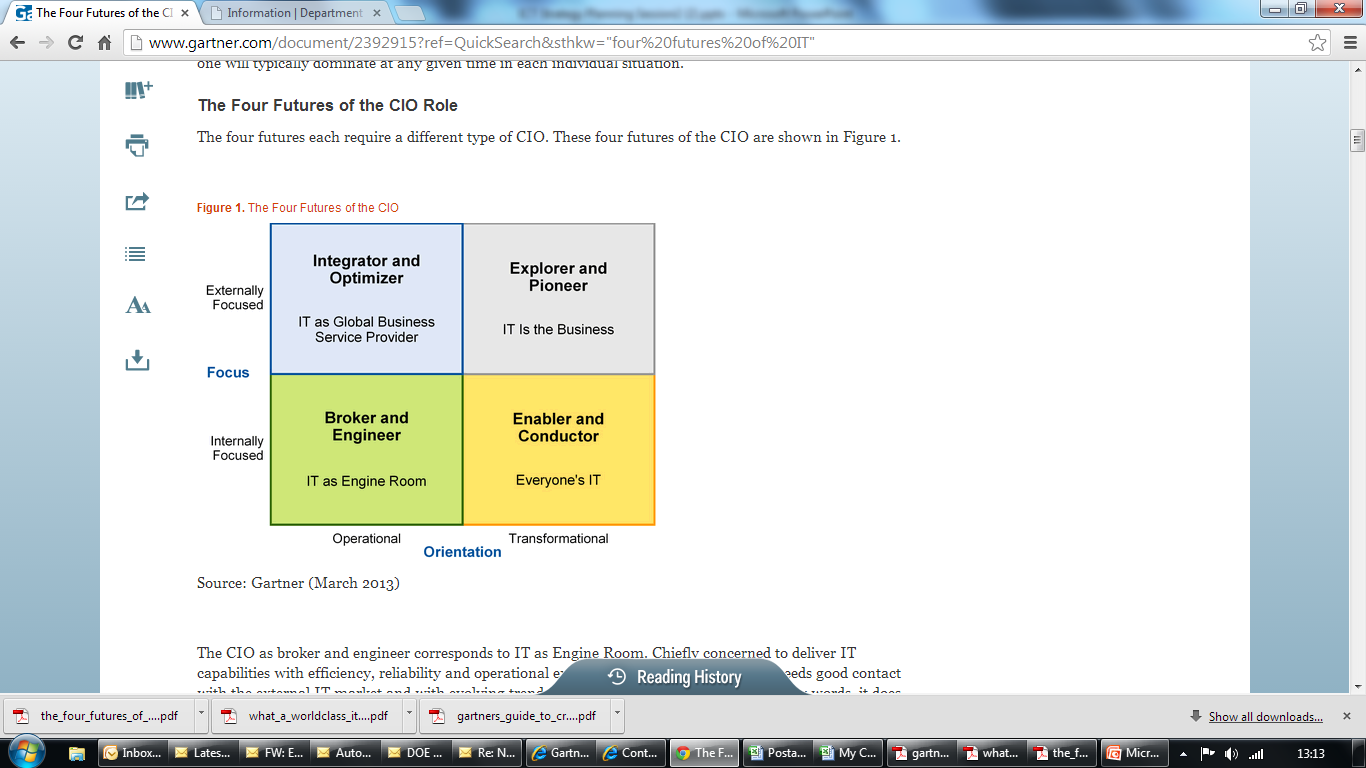 The Four Futures of the CI
Information | Department
www.gartner.com/document/2392915?ref=QuickSearch&sthkw="four%20futures%20of%20IT"
one will typically dominate at any given time in each individual situation.
The Four Futures of the CIO Role
The four futures each require a different type of CIO. These four futures of the CIO are shown in Figure 1.
Figure 1. The Four Futures of the CIO
Integrator and
Optimizer
IT as Global Business
Service Provider
Explorer and
Pioneer
IT Is the Business
Externally
Focused
Focus
Broker and
Engineer
IT as Engine Room
Enabler and
Conductor
Everyone's IT
Internally
Focused
Operational
Transformational
Orientation
Source: Gartner (March 2013)
The CIO as broker and engineer corresponds to IT as Engine Room. Chiefly concerned to deliver IT
capabilities with efficiency, reliability and operational e eeds good contact
with the external IT market and with evolving trend words, it does
Reading History
the_four_futures_of_....pdf
what_a_worldclass_it....pdf
gartners_guide_to_cr....pdf
Show all downloads...
Inbox...
Lates...
FW: E...
Auto...
DOE ...
Re: N...
Gartn...
Cont...
The F...
Posta...
My C...
gartn...
what...
the_f...
Micr...
13:13